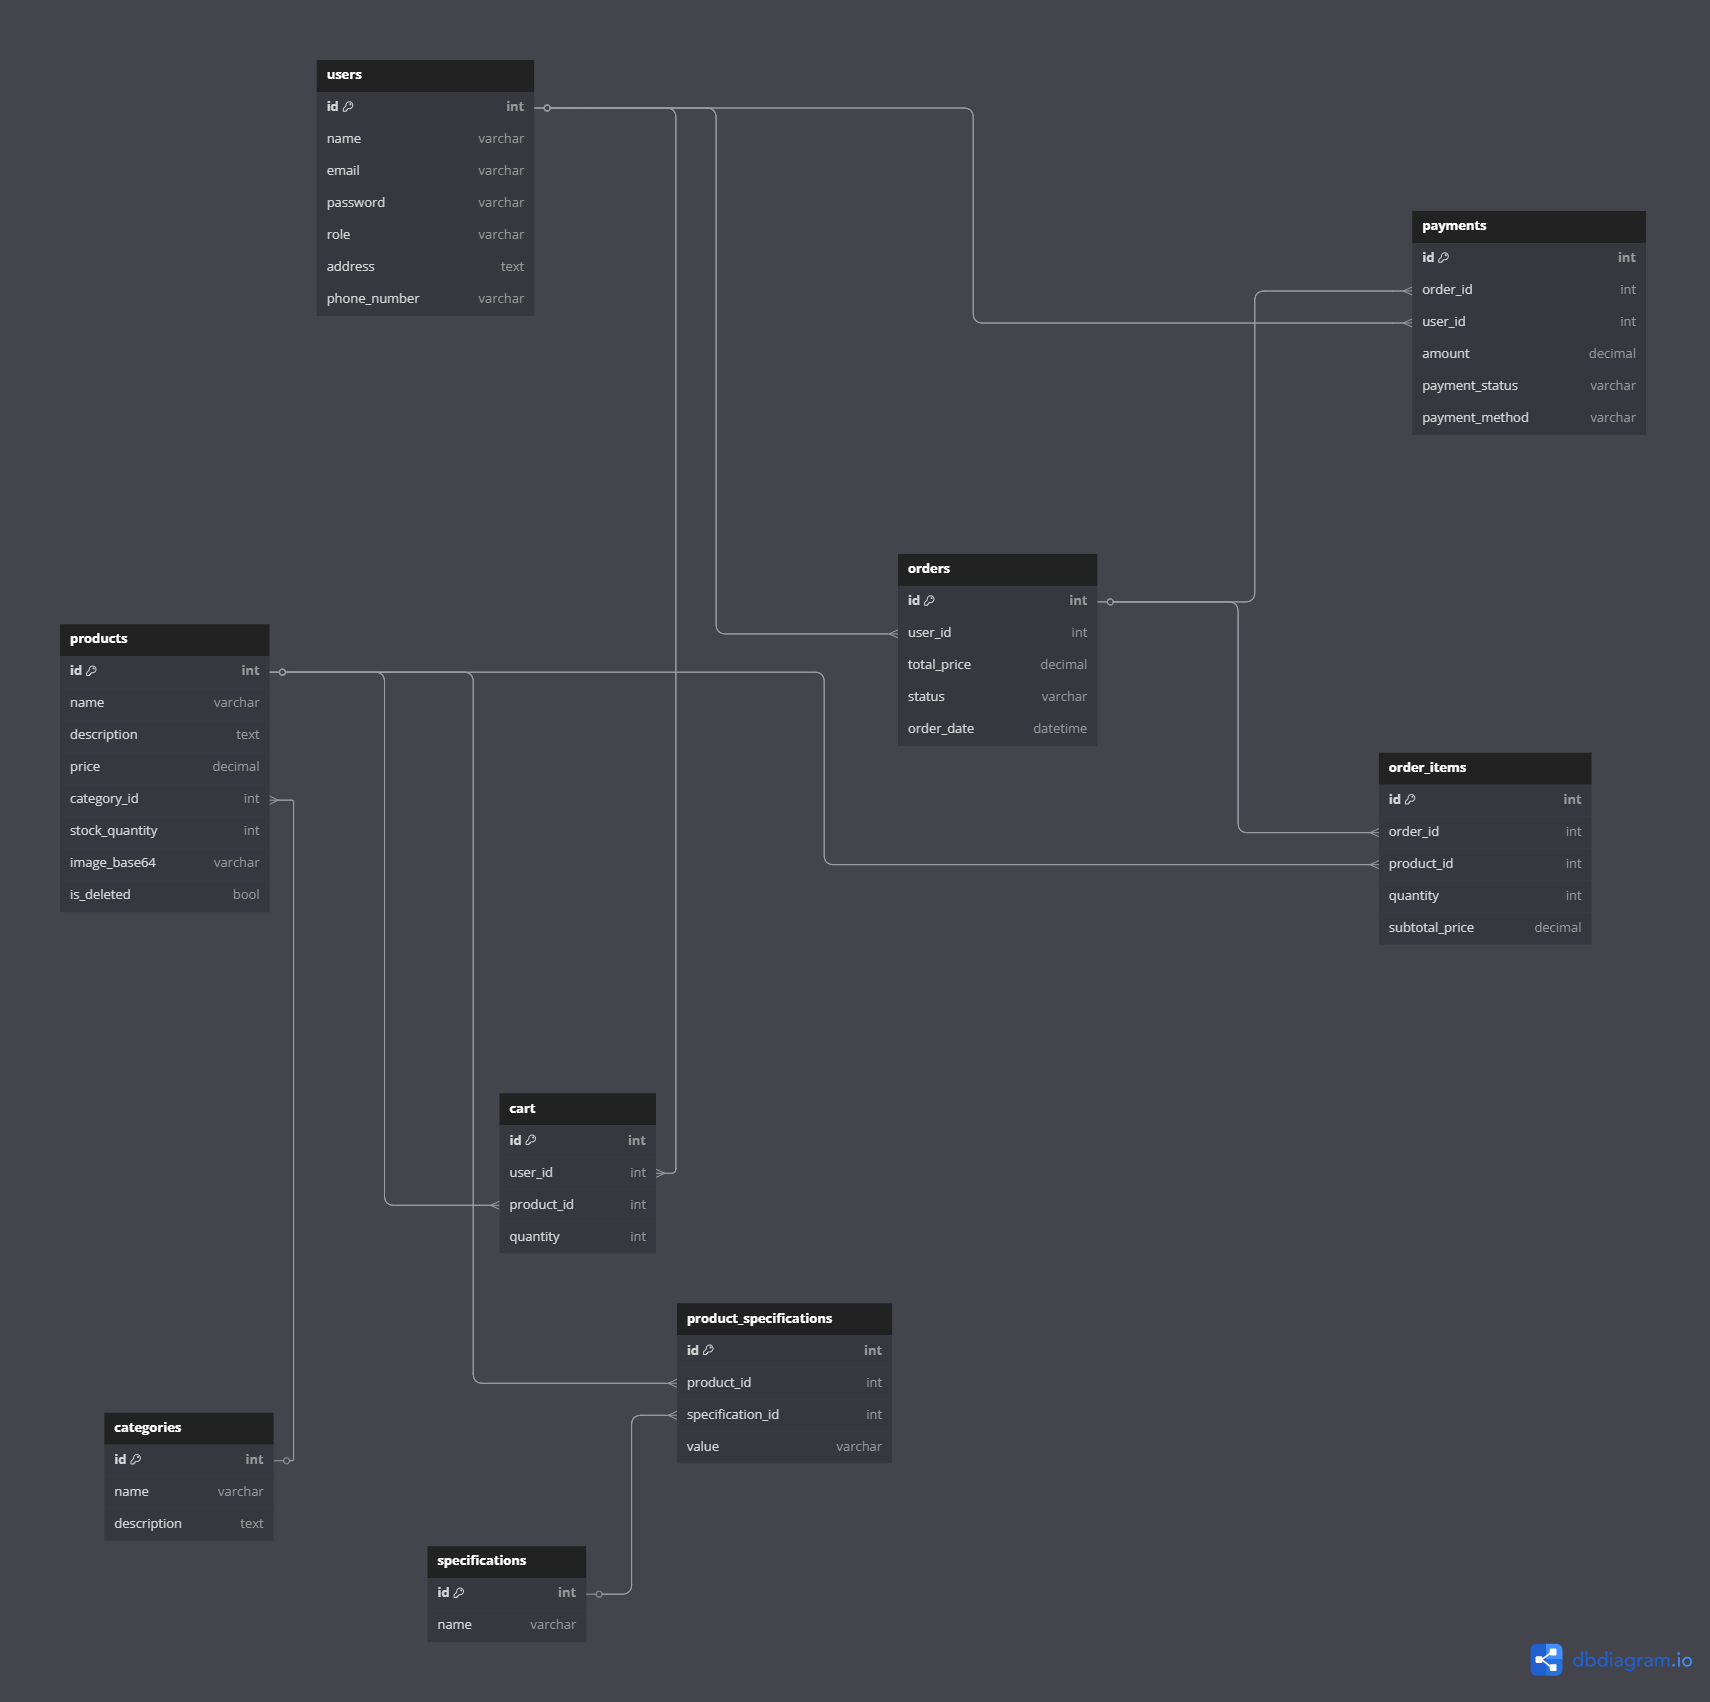 users
id int
name varchar
email varchar
password varchar
role varchar
address text
phone_number varchar
payments
id int
order_id int
user_id int
amount decimal
payment_status varchar
payment_method varchar
orders
id int
user_id int
total_price decimal
status varchar
order_date datetime
products
id int
name varchar
description text
price decimal
category_id int
stock_quantity int
image_base64 varchar
is_deleted bool
order_items
id int
order_id int
product_id int
quantity int
subtotal_price decimal
cart
id int
user_id int
product_id int
quantity int
product_specifications
id int
product_id int
specification_id int
value varchar
categories
id int
name varchar
description text
specifications
id int
name varchar
dbdiagram.io